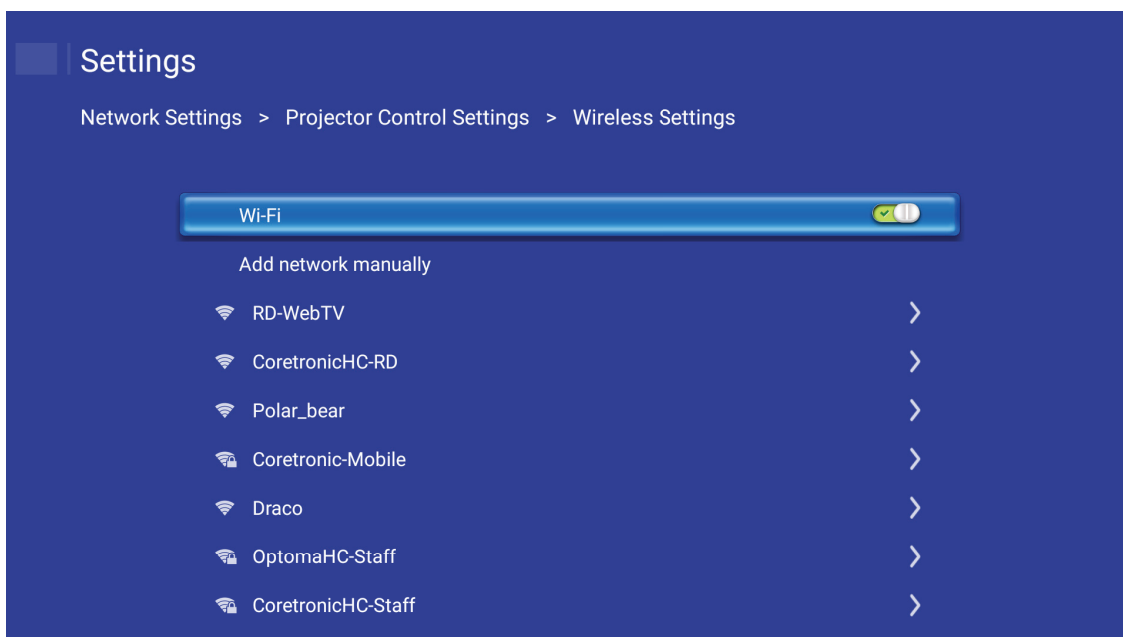 Settings
Network Settings > Projector Control Settings > Wireless Settings
Wi-Fi
Add network manually
RD-WebTV
CoretronicHC-RD
Polar_bear
Coretronic-Mobile
Draco
OptomaHC-Staff
CoretronicHC-Staff